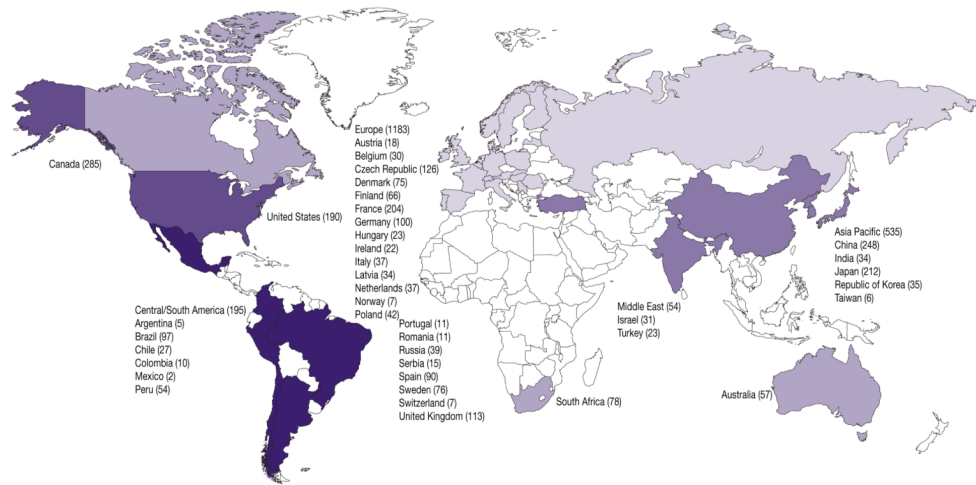 Canada (285)
United States (190)
Central/South America (195)
Argentina (5)
Brazil (97)
Chile (27)
Colombia (10)
Mexico (2)
Peru (54)
Europe (1183)
Austria (18)
Belgium (30)
Czech Republic (126)
Denmark (75)
Finland (66)
France (204)
Germany (100)
Hungary (23)
Ireland (22)
Italy (37)
Latvia (34)
Netherlands (37)
Norway (7)
Poland (42)
Portugal (11)
Romania (11)
Russia (39)
Serbia (15)
Spain (90)
Sweden (76)
Switzerland (7)
United Kingdom (113)
Middle East (54)
Israel (31)
Turkey (23)
South Africa (78)
Asia Pacific (535)
China (248)
India (34)
Japan (212)
Republic of Korea (35)
Taiwan (6)
Australia (57)